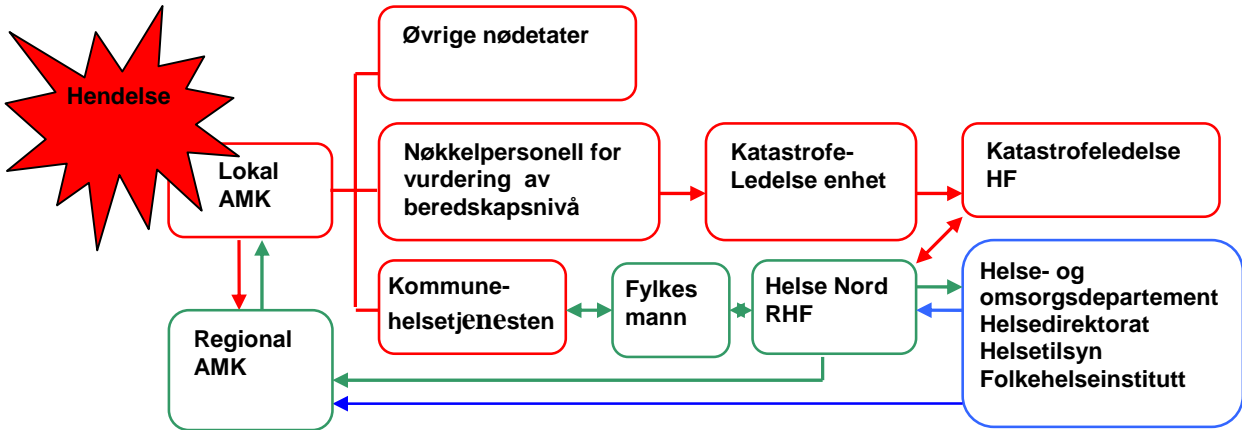 Øvrige nødetater
Hendelse
Lokal
AMK
Nøkkelpersonell for
vurdering av
beredskapsnivå
Katastrofe-
Ledelse enhet
Katastrofeledelse
HF
Kommune-
helsetjenesten
Fylkes
mann
Helse Nord
RHF
Helse- og
omsorgsdepartement
Helsedirektorat
Helsetilsyn
Folkehelseinstitutt
Regional
AMK